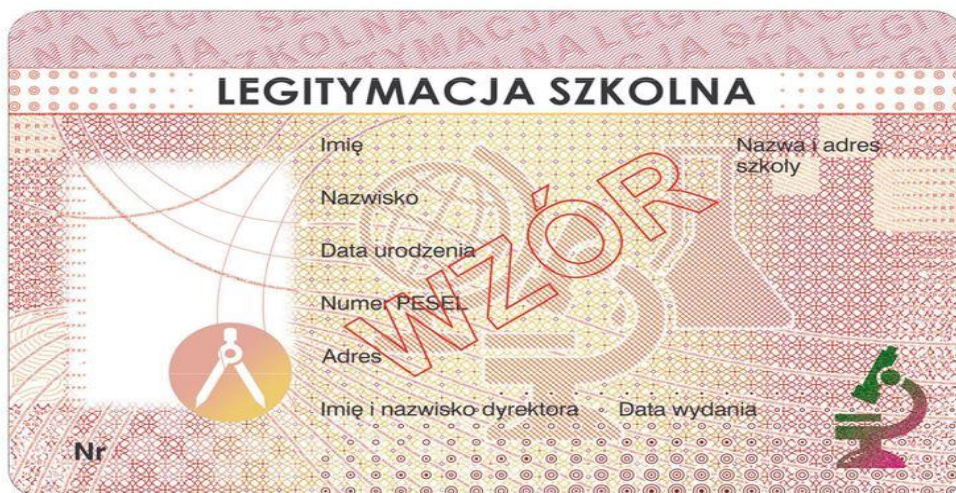 LEGITYMACJA SZKOLNA
Imię
Nazwa i adres
szkoły
Nazwisko
Data urodzenia
Numer PESEL
Adres
WZÓR
Imię i nazwisko dyrektora
Data wydania
Nr